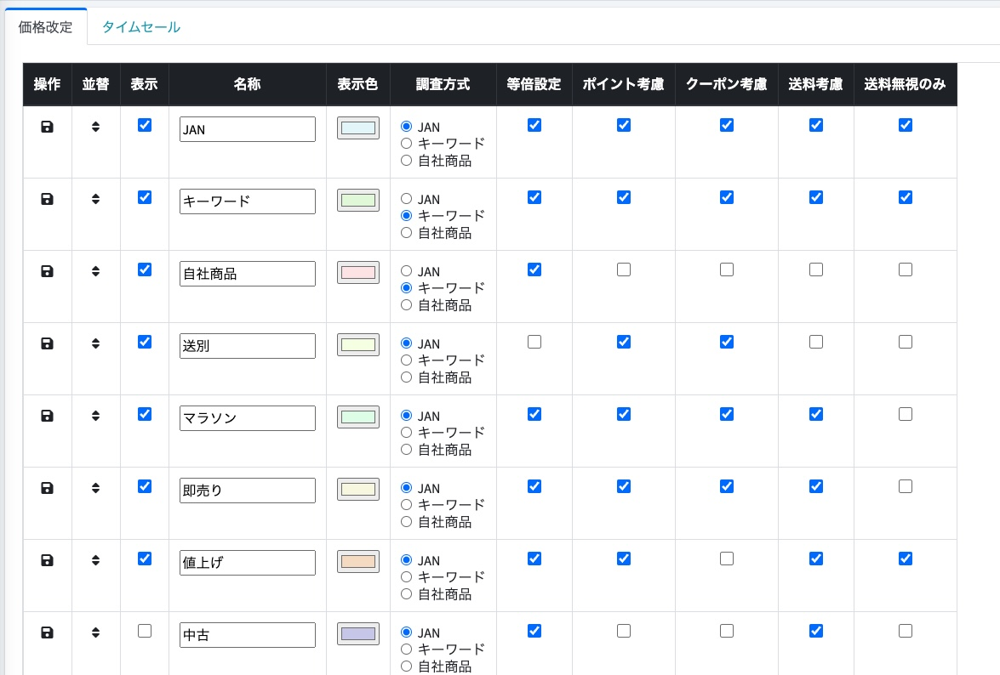 価格改定 タイムセール
操作 並替 表示 名称 表示色 調査方式 等倍設定 ポイント考慮 クーポン考慮 送料考慮 送料無視のみ
JAN JAN
キーワード
自社商品
キーワード JAN
キーワード
自社商品
自社商品 JAN
キーワード
自社商品
送別 JAN
キーワード
自社商品
マラソン JAN
キーワード
自社商品
即売り JAN
キーワード
自社商品
値上げ JAN
キーワード
自社商品
中古 JAN
キーワード
自社商品